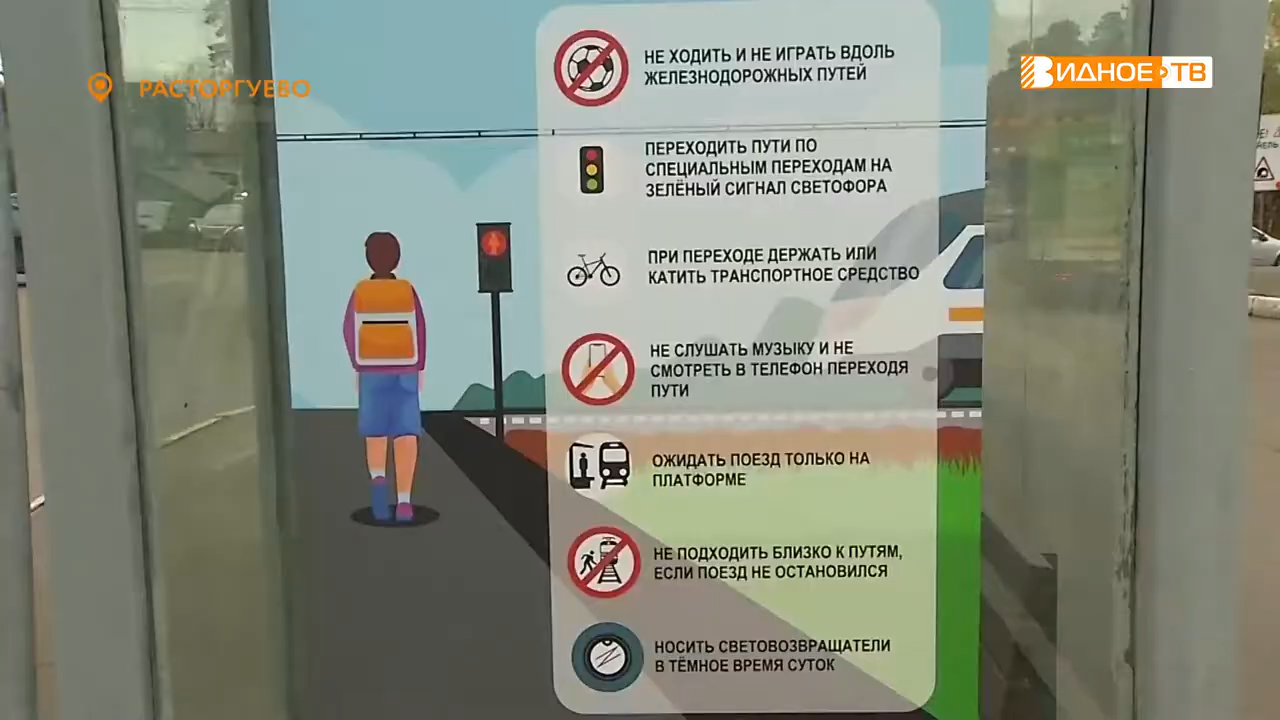 РАСТОРГУЕВО
ВИДНОЕ ТВ
НЕ ХОДИТЬ И НЕ ИГРАТЬ ВДОЛЬ
ЖЕЛЕЗНОДОРОЖНЫХ ПУТЕЙ
ПЕРЕХОДИТЬ ПУТИ ПО
СПЕЦИАЛЬНЫМ ПЕРЕХОДАМ НА
ЗЕЛЁНЫЙ СИГНАЛ СВЕТОФОРА
ПРИ ПЕРЕХОДЕ ДЕРЖАТЬ ИЛИ
КАТИТЬ ТРАНСПОРТНОЕ СРЕДСТВО
НЕ СЛУШАТЬ МУЗЫКУ И НЕ
СМОТРЕТЬ В ТЕЛЕФОН ПЕРЕХОДЯ
ПУТИ
ОЖИДАТЬ ПОЕЗД ТОЛЬКО НА
ПЛАТФОРМЕ
НЕ ПОДХОДИТЬ БЛИЗКО К ПУТЯМ,
ЕСЛИ ПОЕЗД НЕ ОСТАНОВИЛСЯ
НОСИТЬ СВЕТОВОЗВРАЩАТЕЛИ
В ТЁМНОЕ ВРЕМЯ СУТОК